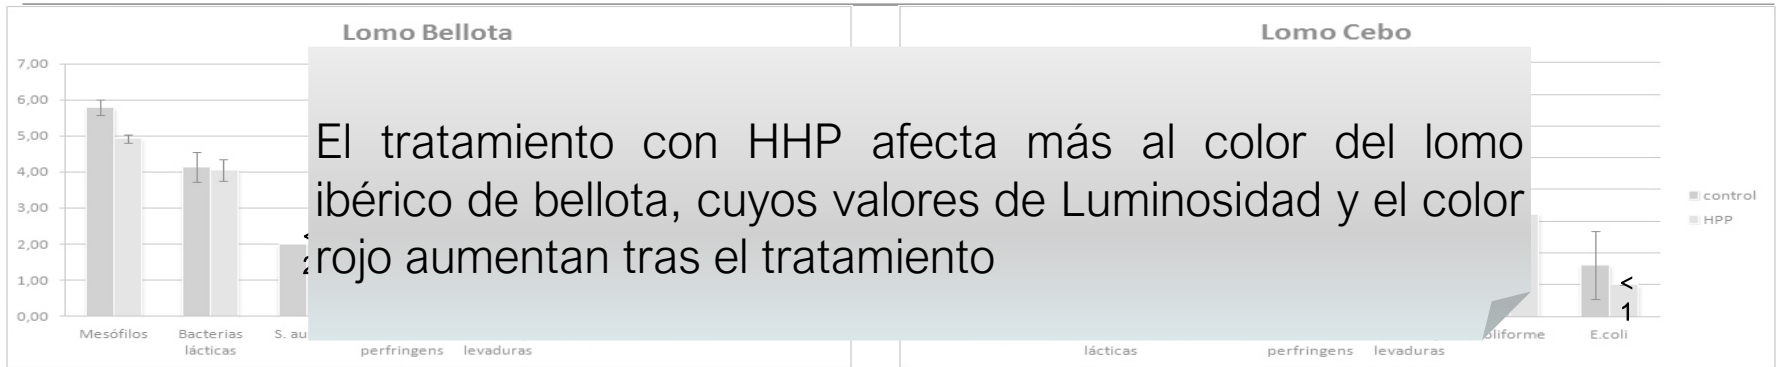 Lomo Bellota
7,00
6,00
5,00
4,00
3,00
2,00
1,00
0,00
Mesófilos
Bacterias
lácticas
S. au
perfringens
levaduras
<
El tratamiento con HHP afecta más al color del lomo
ibérico de bellota, cuyos valores de Luminosidad y el color
rojo aumentan tras el tratamiento
Lomo Cebo
lácticas
perfringens
levaduras
oliforme
E.coli
<
1
control
HPP